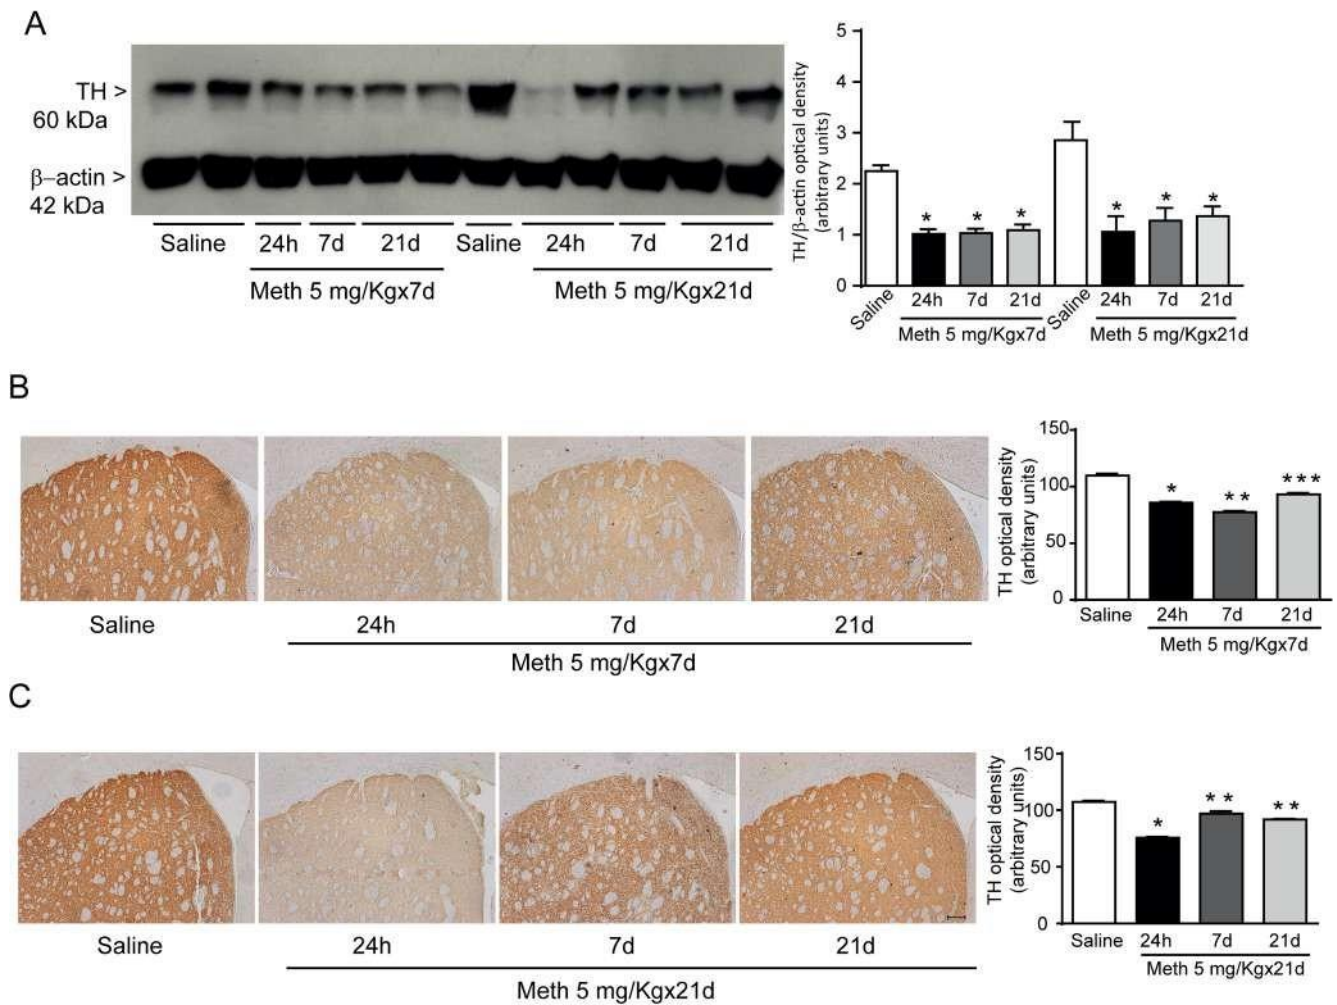 A
TH >
60 kDa
β–actin >
42 kDa
Saline 24h 7d 21d Saline 24h 7d 21d
Meth 5 mg/Kgx7d Meth 5 mg/Kgx21d
TH/β-actin optical density
(arbitrary units)
5
4
3
2
1
0
* * * * * *
Saline 24h 7d 21d Saline 24h 7d 21d
Meth 5 mg/Kgx7d Meth 5 mg/Kgx21d
B
Saline 24h 7d 21d
Meth 5 mg/Kgx7d
TH optical density
(arbitrary units)
150
100
50
0
* ** ***
Saline 24h 7d 21d
Meth 5 mg/Kgx7d
C
Saline 24h 7d 21d
Meth 5 mg/Kgx21d
TH optical density
(arbitrary units)
150
100
50
0
* ** **
Saline 24h 7d 21d
Meth 5 mg/Kgx21d